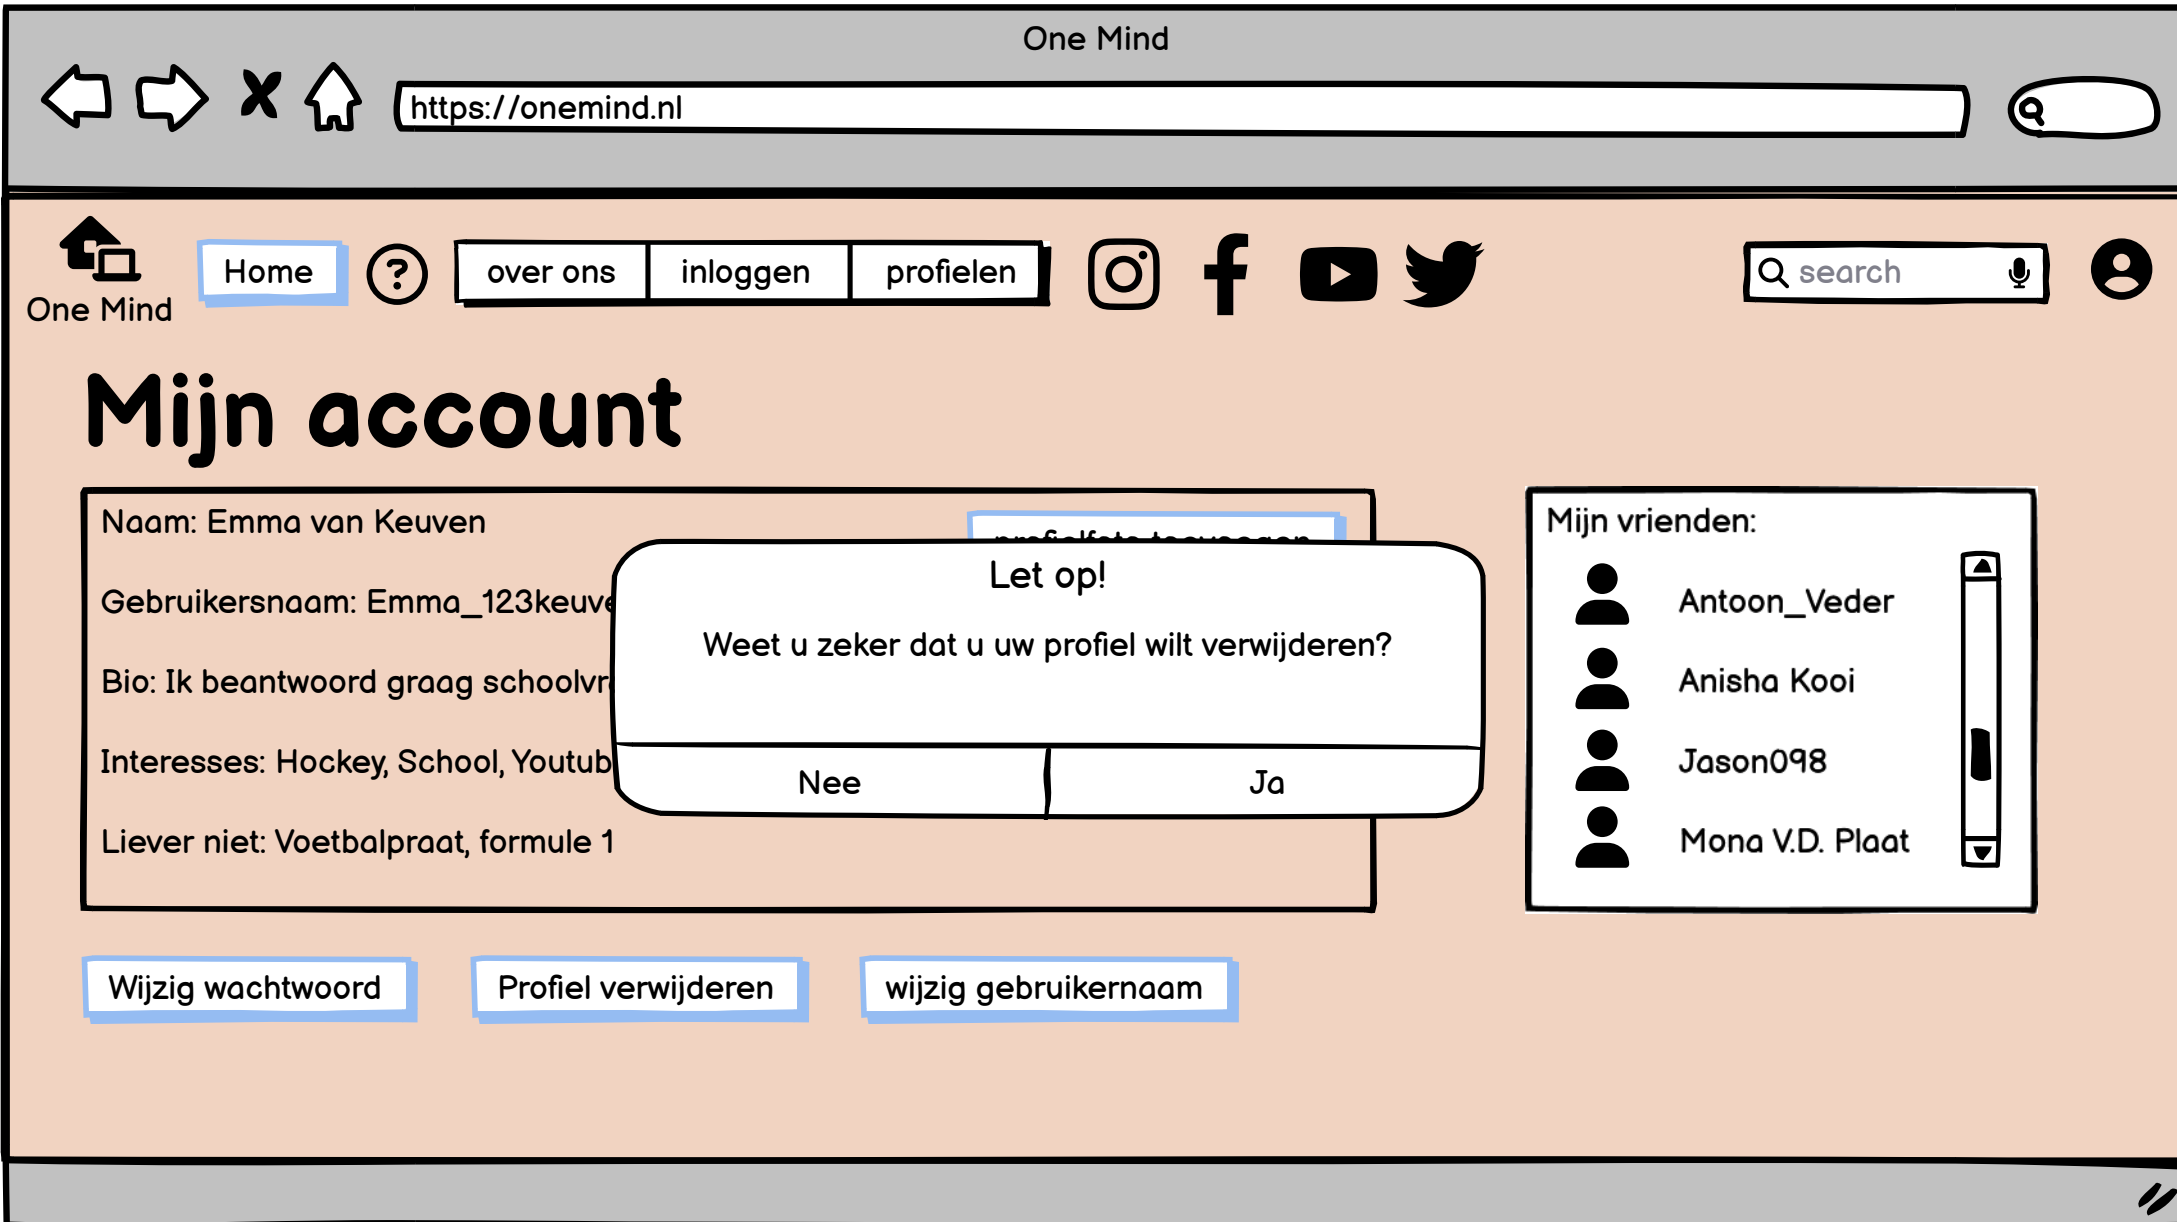 One Mind
https://onemind.nl
Home
?
over ons
inloggen
profielen
search
One Mind
Mijn account
Naam: Emma van Keuven
Gebruikersnaam: Emma_123keuve
Bio: Ik beantwoord graag
Interesses: Hockey, School, Youtub
Liever niet: Voetbalpraat, formule 1
Let op!
Weet u zeker dat u uw profiel wilt verwijderen?
Nee
Ja
Mijn vrienden:
Antoon_Veder
Anisha Kooi
Jason098
Mona V.D. Plaat
Wijzig wachtwoord
Profiel verwijderen
wijzig gebruikernaam